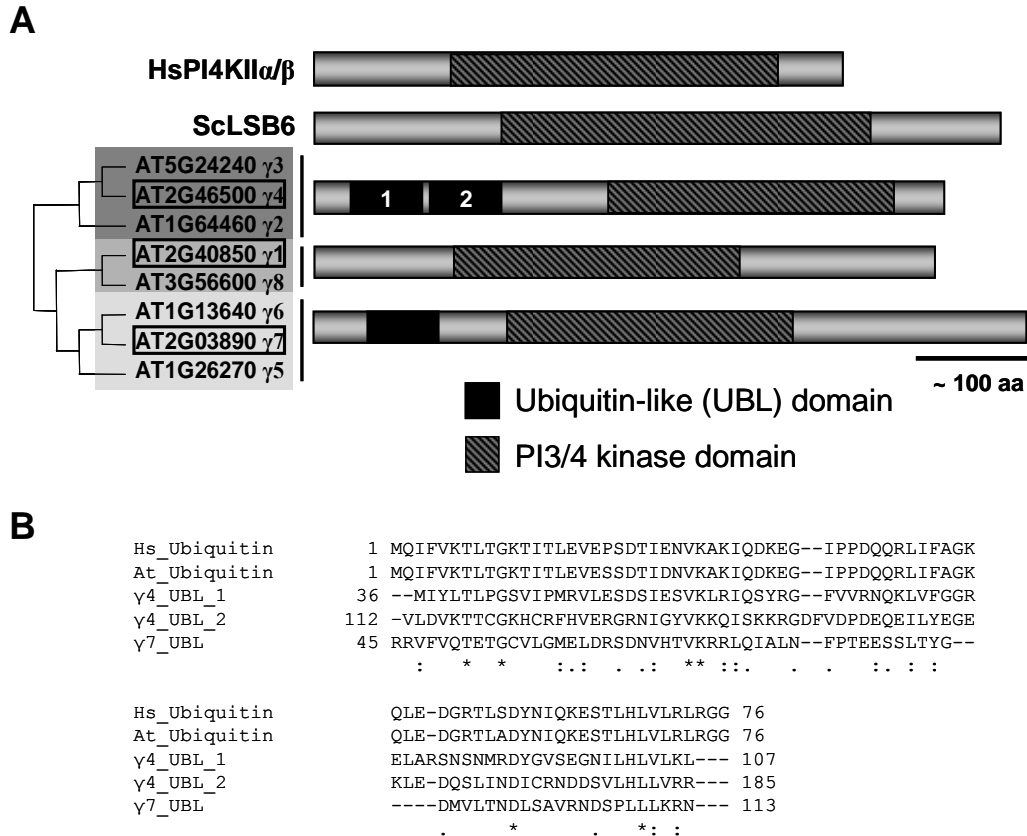 A
HsPI4KIIα/β
ScLSB6
AT5G24240 γ3
AT2G46500 γ4
1 2
AT1G64460 γ2
AT2G40850 γ1
AT3G56600 γ8
AT1G13640 γ6
AT2G03890 γ7
AT1G26270 γ5
~ 100 aa
Ubiquitin-like (UBL) domain
PI3/4 kinase domain
B
Hs_Ubiquitin 1 MQIFVKTLTGKTITLEVEPSDTIENVKAKIQDKEG--IPPDQQRLIFAGK
At_Ubiquitin 1 MQIFVKTLTGKTITLEVESSDTIDNVKAKIQDKEG--IPPDQQRLIFAGK
γ4_UBL_1 36 --MIYLTLPGSVIPMRVLESDSIESVKLRIQSYRG--FVVRNQKLVFGGR
γ4_UBL_2 112 -VLDVKTTCGKHCRFHVERGRNIGYVKKQISKKRGDFVDPDEQEILYEGE
γ7_UBL 45 RRVFVQTETGCVLGMELDRSDNVHTVKRRLQIALN--FPTEESSLTYG--
: * * :.: . .: ** ::. . . :. : :
Hs_Ubiquitin QLE-DGRTLSDYNIQKESTLHLVLRLRGG 76
At_Ubiquitin QLE-DGRTLADYNIQKESTLHLVLRLRGG 76
γ4_UBL_1 ELARSNSNMRDYGVSEGNILHLVLKL--- 107
γ4_UBL_2 KLE-DQSLINDICRNDDSVLHLLVRR--- 185
γ7_UBL ----DMVLTNDLSAVRNDSPLLLKRN--- 113
. * . *: :